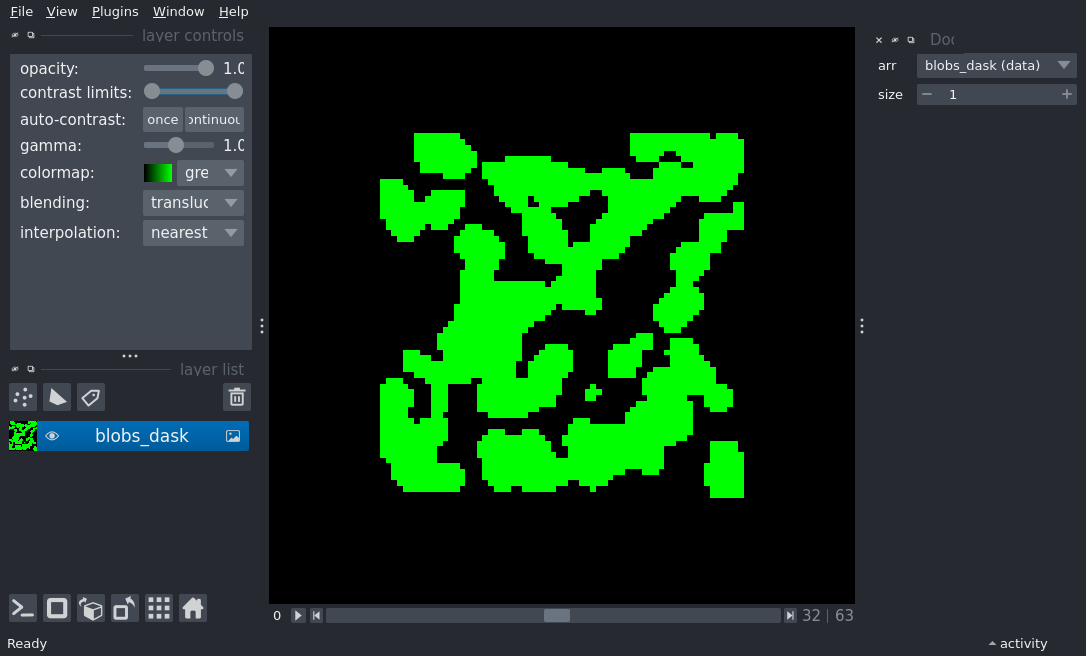 File View Plugins Window Help
layer controls
opacity: 1.0
contrast limits:
auto-contrast: once ontinuou
gamma: 1.0
colormap: gre
blending: transluc
interpolation: nearest
layer list
blobs_dask
0 32 | 63
Doc
arr blobs_dask (data)
size 1
Ready
activity